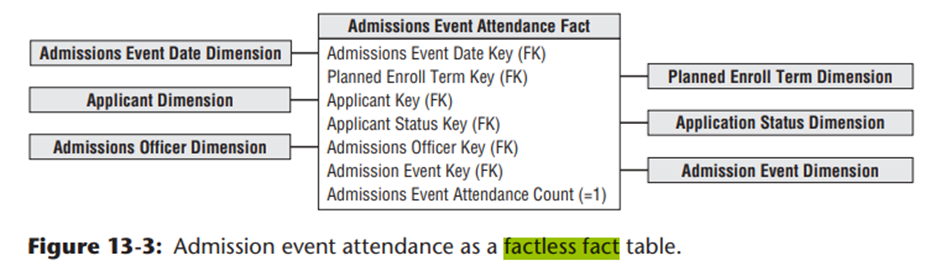 Admissions Event Attendance Fact
Admissions Event Date Dimension
Admissions Event Date Key (FK)
Planned Enroll Term Key (FK)
Planned Enroll Term Dimension
Applicant Dimension
Applicant Key (FK)
Applicant Status Key (FK)
Application Status Dimension
Admissions Officer Dimension
Admissions Officer Key (FK)
Admission Event Key (FK)
Admission Event Dimension
Admissions Event Attendance Count (=1)
Figure 13-3: Admission event attendance as a factless fact table.